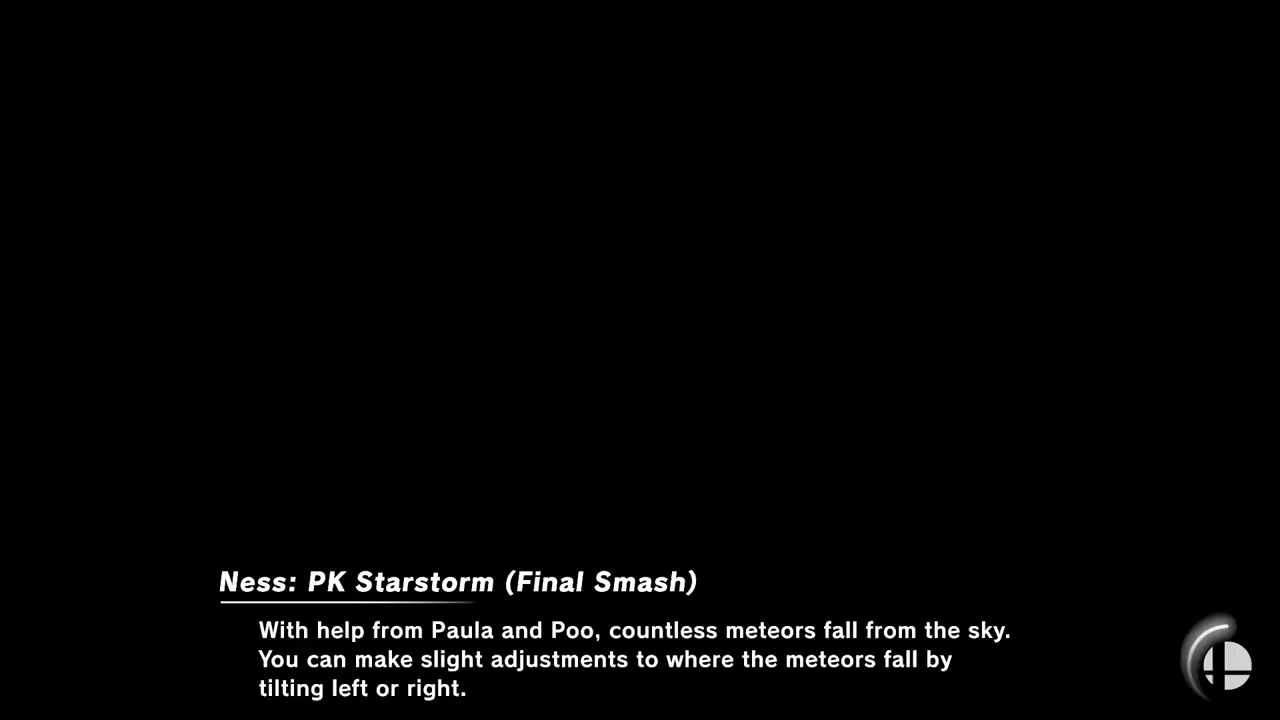 Ness: PK Starstorm (Final Smash)
With help from Paula and Poo, countless meteors fall from the sky.
You can make slight adjustments to where the meteors fall by
tilting left or right.